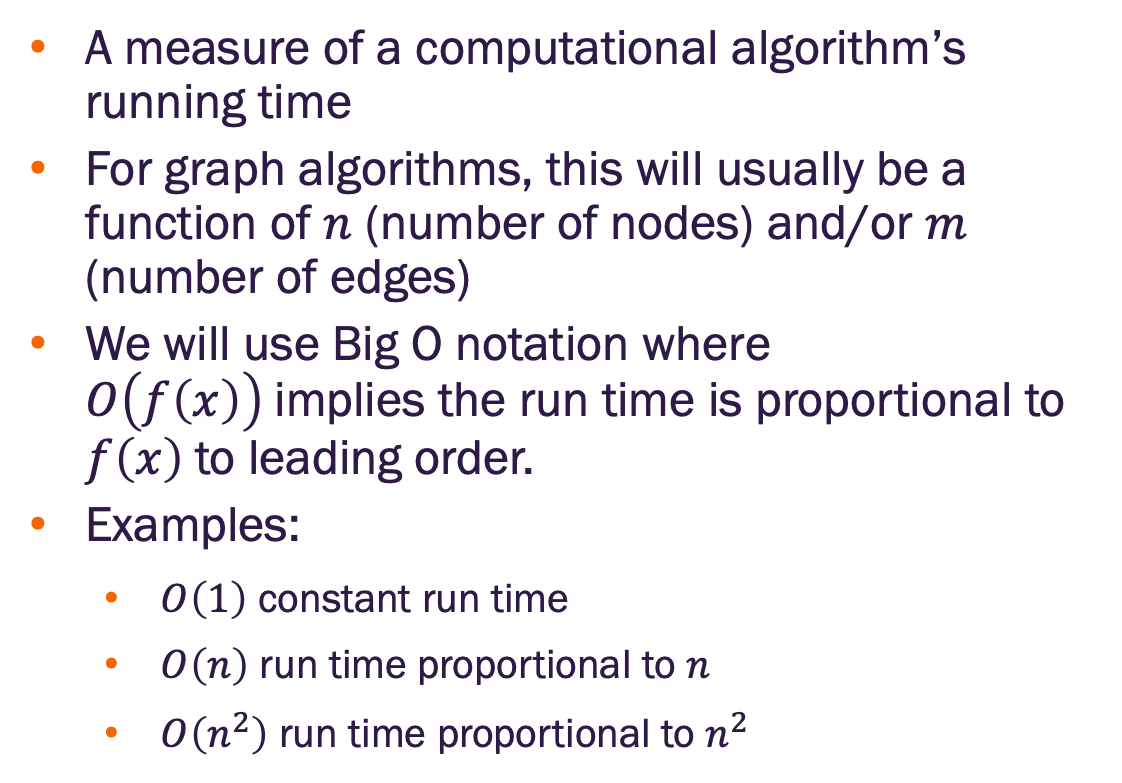 • A measure of a computational algorithm’s
running time
• For graph algorithms, this will usually be a
function of n (number of nodes) and/or m
(number of edges)
• We will use Big O notation where
O(f(x)) implies the run time is proportional to
f(x) to leading order.
• Examples:
• O(1) constant run time
• O(n) run time proportional to n
• O(n²) run time proportional to n²